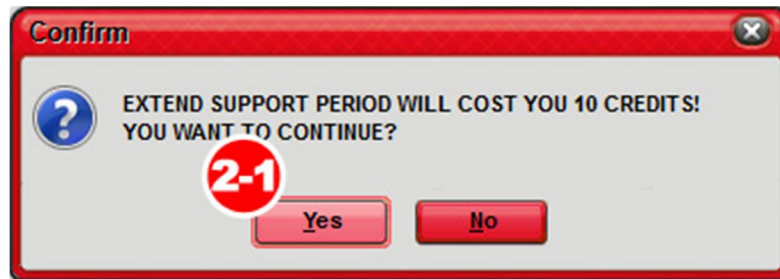 Confirm
EXTEND SUPPORT PERIOD WILL COST YOU 10 CREDITS!
YOU WANT TO CONTINUE?
2-1
Yes
No